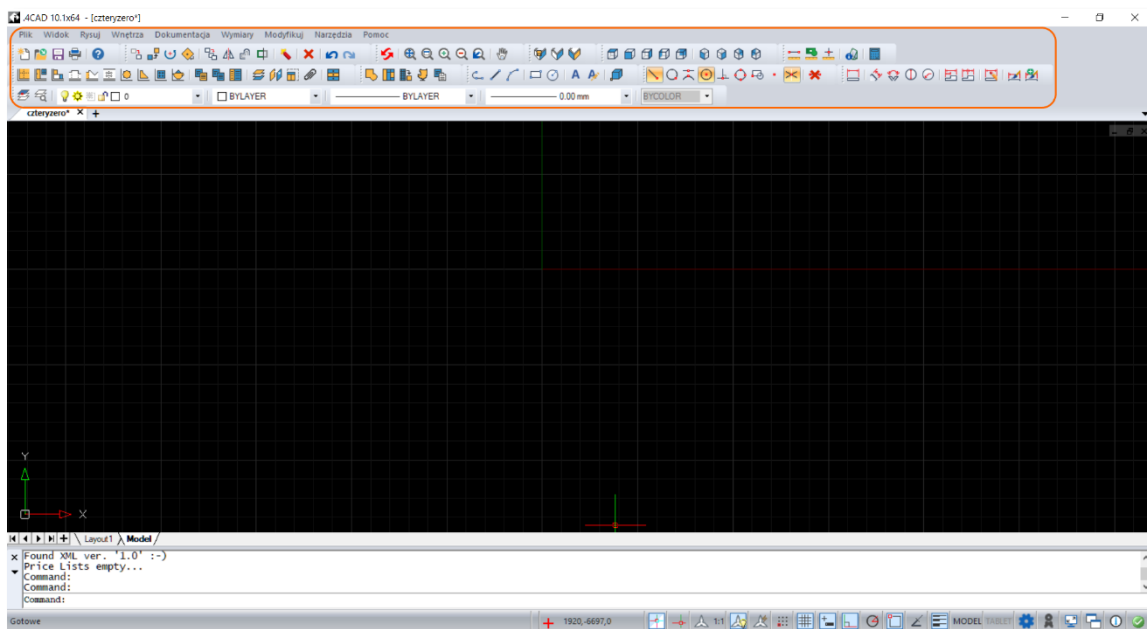 .4CAD 10.1x64 - [czteryzero*]
Plik Widok Rysuj Wnętrza Dokumentacja Wymiary Modyfikuj Narzędzia Pomoc
0 BYLAYER BYLAYER 0.00 mm BYCOLOR
czteryzero* X +
Y
X
Layout1 Model
Found XML ver. '1.0' :-)
Price Lists empty...
Command:
Command:
Command:
Gotowe 1920,-6697,0 1:1 MODEL TABLET